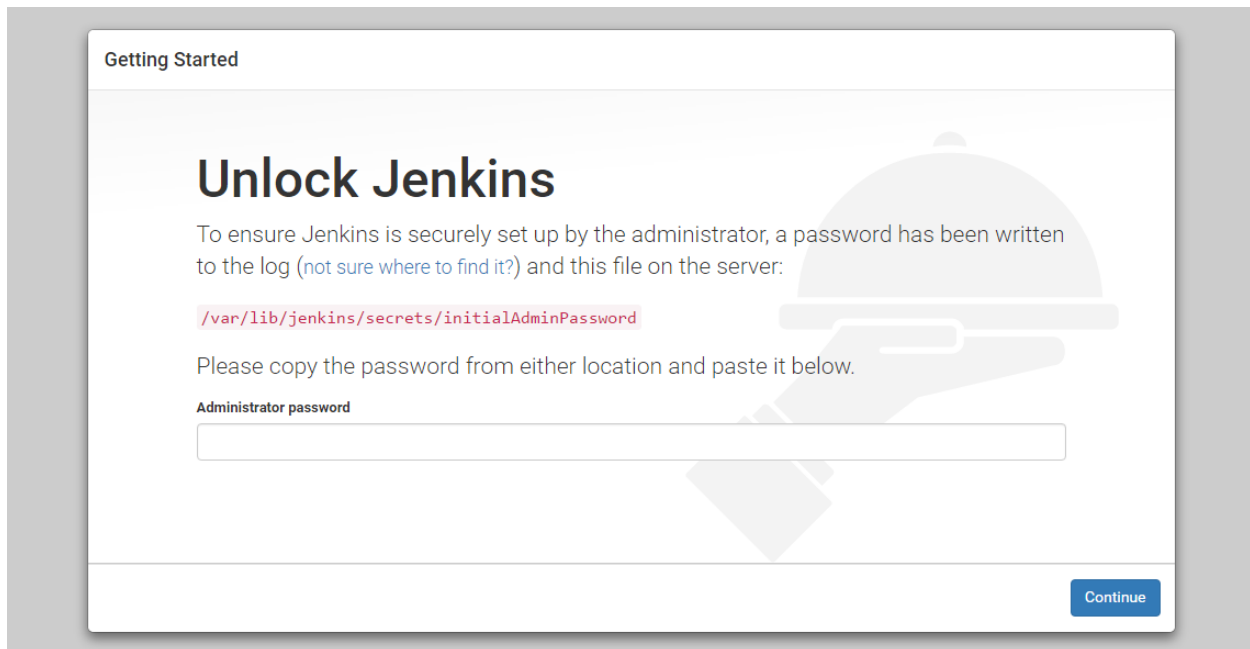 Getting Started
Unlock Jenkins
To ensure Jenkins is securely set up by the administrator, a password has been written
to the log (not sure where to find it?) and this file on the server:
/var/lib/jenkins/secrets/initialAdminPassword
Please copy the password from either location and paste it below.
Administrator password
Continue